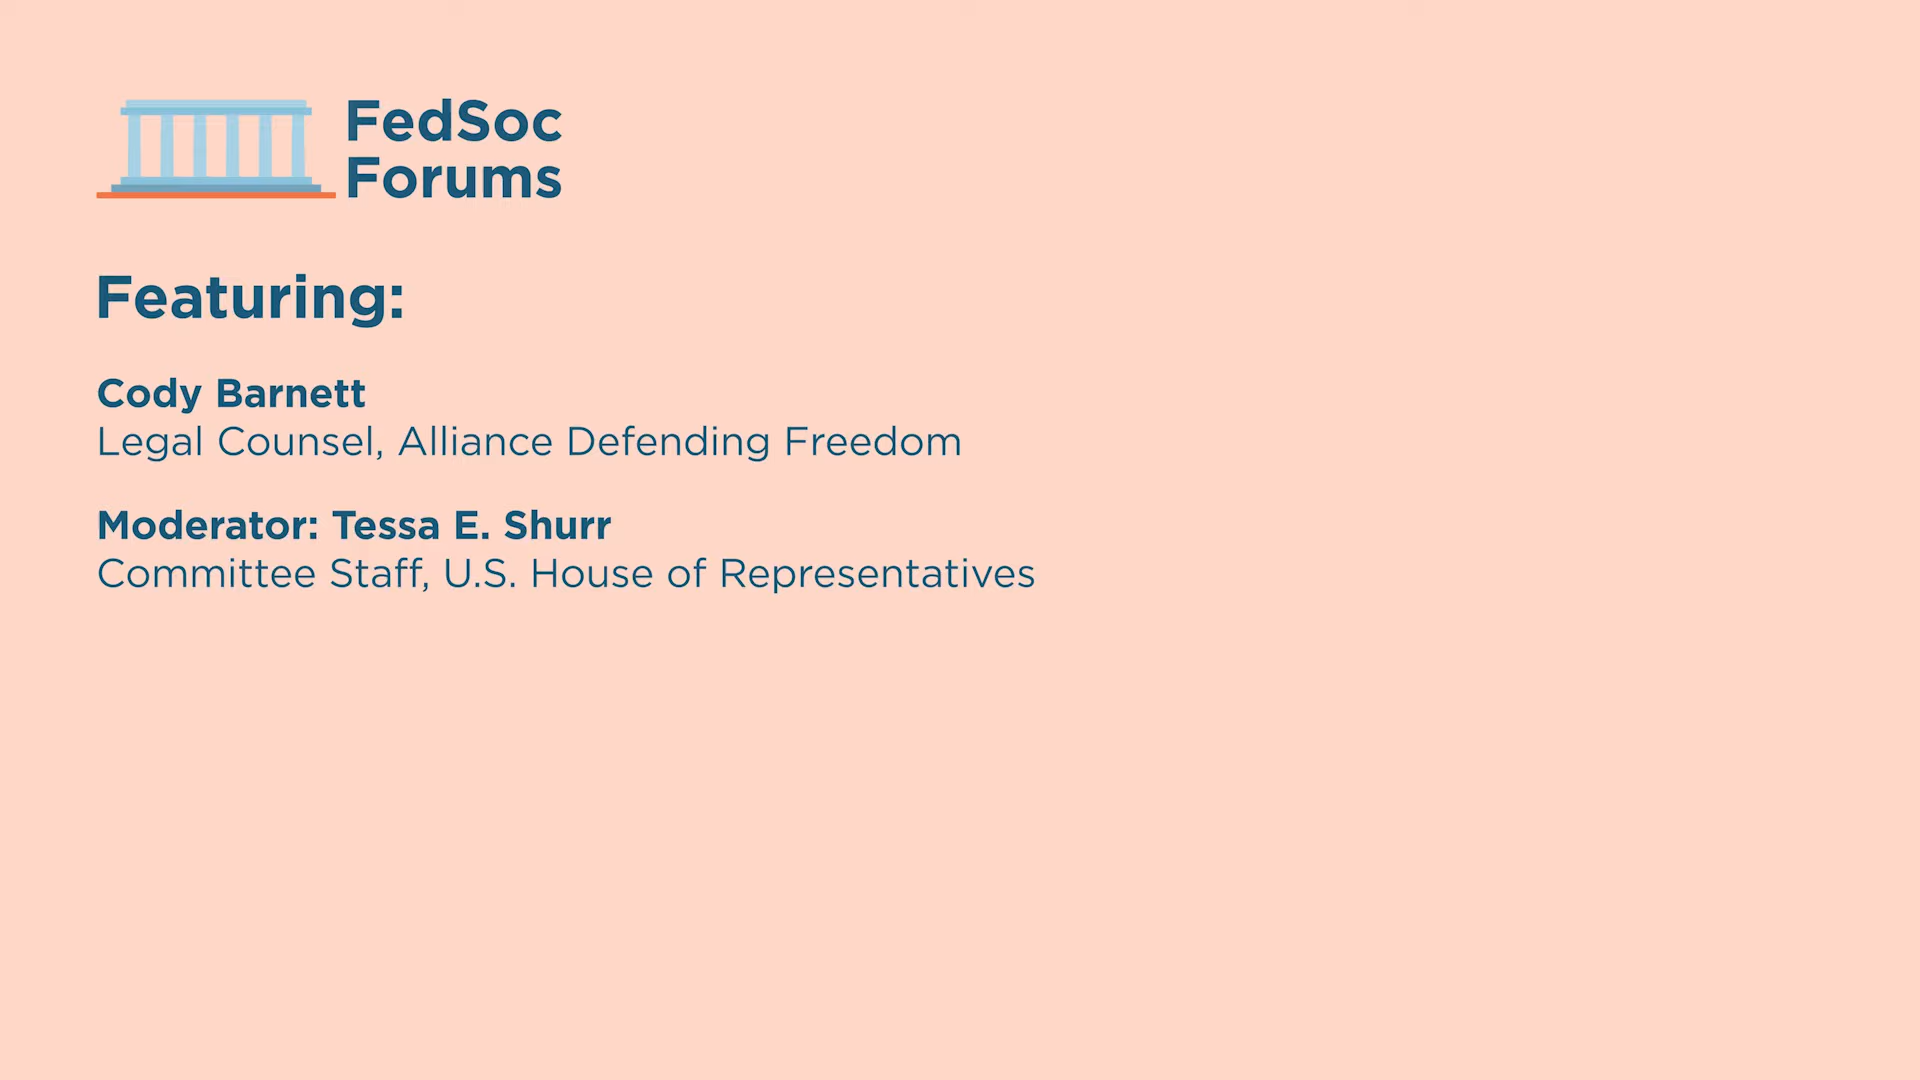 FedSoc
Forums
Featuring:
Cody Barnett
Legal Counsel, Alliance Defending Freedom
Moderator: Tessa E. Shurr
Committee Staff, U.S. House of Representatives